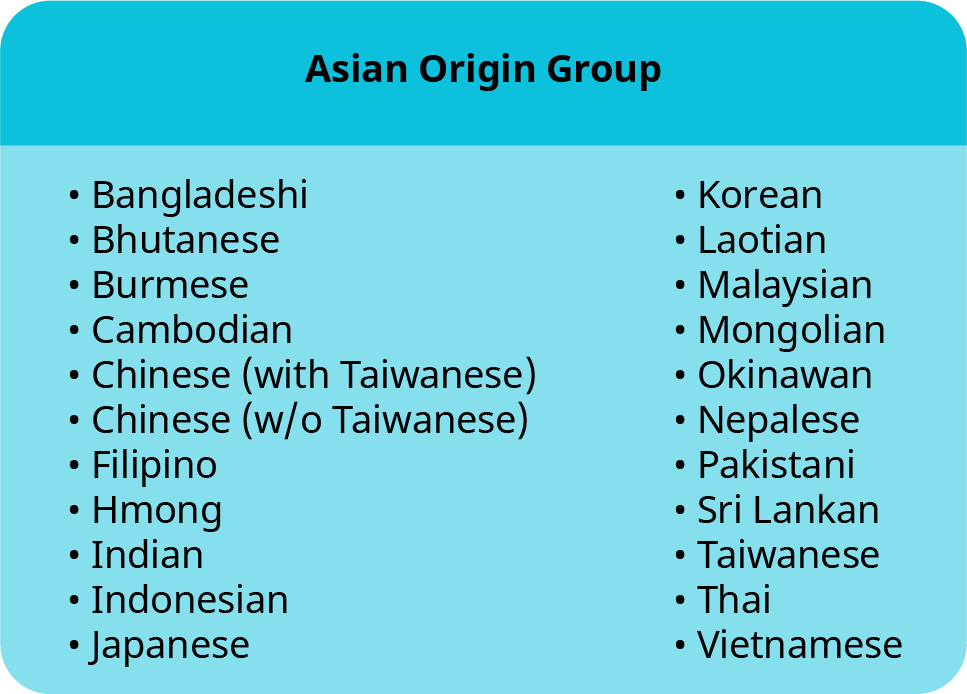 Asian Origin Group
• Bangladeshi
• Bhutanese
• Burmese
• Cambodian
• Chinese (with Taiwanese)
• Chinese (w/o Taiwanese)
• Filipino
• Hmong
• Indian
• Indonesian
• Japanese
• Korean
• Laotian
• Malaysian
• Mongolian
• Okinawan
• Nepalese
• Pakistani
• Sri Lankan
• Taiwanese
• Thai
• Vietnamese